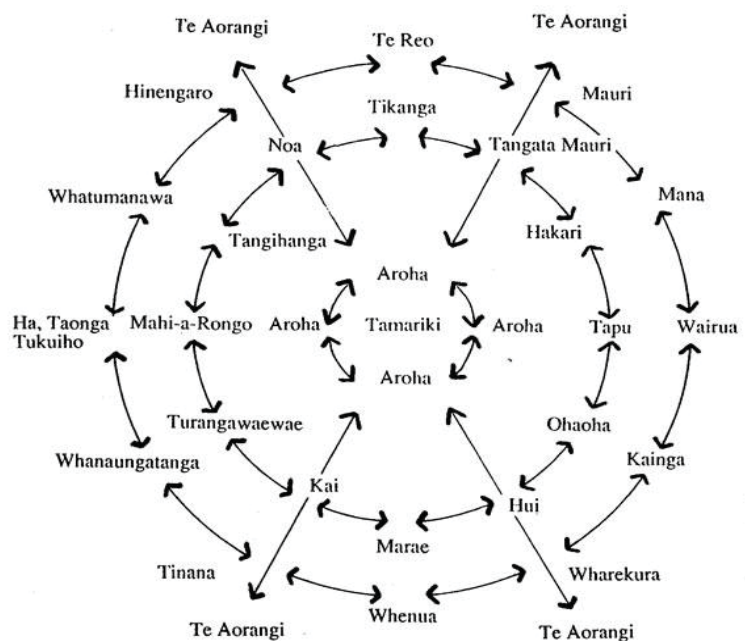 Te Aorangi
Te Aorangi
Te Reo
Hinengaro
Mauri
Tikanga
Noa
Tangata Mauri
Whatumanawa
Mana
Tangihanga
Hakari
Aroha
Ha, Taonga
Tukuiho
Mahi-a-Rongo
Aroha
Tamariki
Aroha
Tapu
Wairua
Aroha
Turangawaewae
Ohaoha
Whanaungatanga
Kainga
Kai
Hui
Marae
Tinana
Wharekura
Whenua
Te Aorangi
Te Aorangi